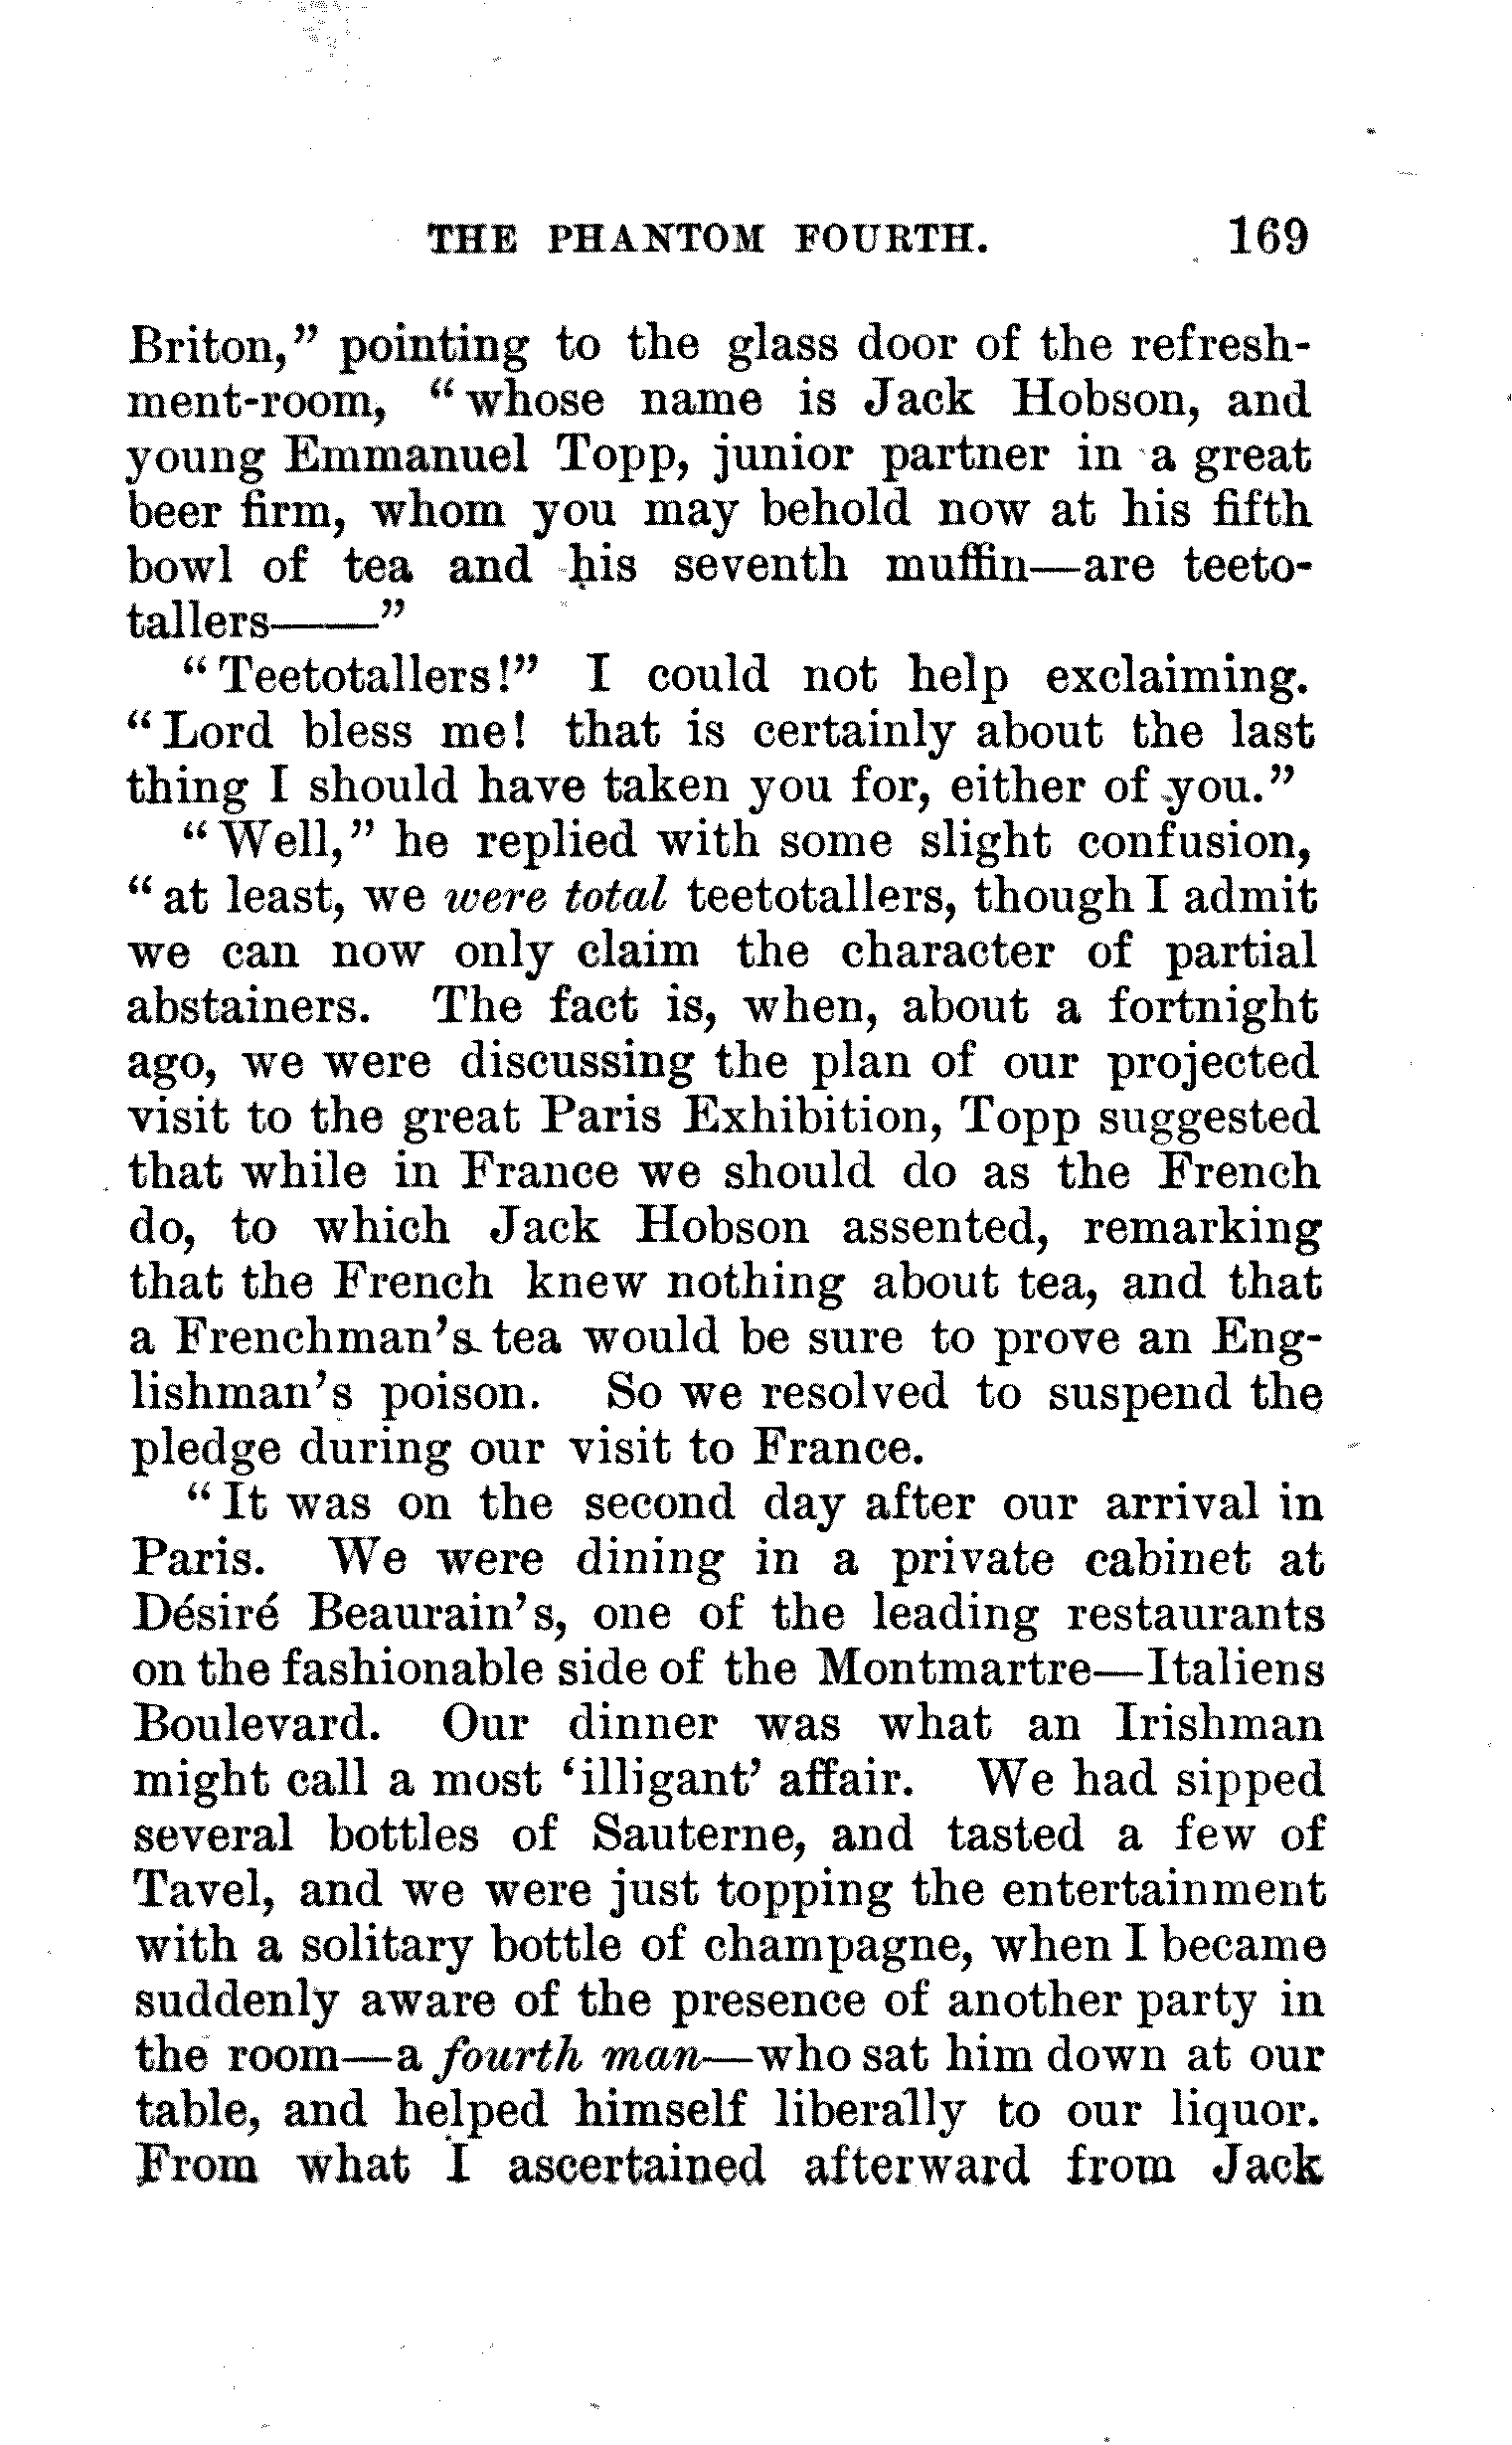 THE PHANTOM FOURTH. 169
Briton,” pointing to the glass door of the refresh-
ment-room, “whose name is Jack Hobson, and
young Emmanuel Topp, junior partner in a great
beer firm, whom you may behold now at his fifth
bowl of tea and his seventh muffin—are teeto-
tallers——”
“Teetotallers!” I could not help exclaiming.
“Lord bless me! that is certainly about the last
thing I should have taken you for, either of you.”
“Well,” he replied with some slight confusion,
“at least, we were total teetotallers, though I admit
we can now only claim the character of partial
abstainers. The fact is, when, about a fortnight
ago, we were discussing the plan of our projected
visit to the great Paris Exhibition, Topp suggested
that while in France we should do as the French
do, to which Jack Hobson assented, remarking
that the French knew nothing about tea, and that
a Frenchman’s tea would be sure to prove an Eng-
lishman’s poison. So we resolved to suspend the
pledge during our visit to France.
“It was on the second day after our arrival in
Paris. We were dining in a private cabinet at
Désiré Beaurain’s, one of the leading restaurants
on the fashionable side of the Montmartre—Italiens
Boulevard. Our dinner was what an Irishman
might call a most ‘illigant’ affair. We had sipped
several bottles of Sauterne, and tasted a few of
Tavel, and we were just topping the entertainment
with a solitary bottle of champagne, when I became
suddenly aware of the presence of another party in
the room—a fourth man—who sat him down at our
table, and helped himself liberally to our liquor.
From what I ascertained afterward from Jack